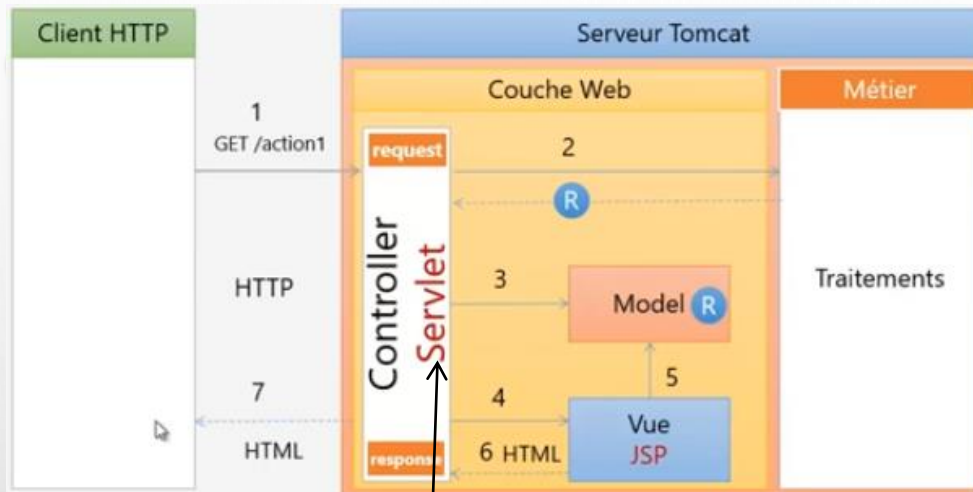 Client HTTP
Serveur Tomcat
Couche Web
Métier
1
GET /action1
request
2
R
Controller
Servlet
HTTP
3
Model R
Traitements
5
7
4
Vue
JSP
HTML
response
6 HTML